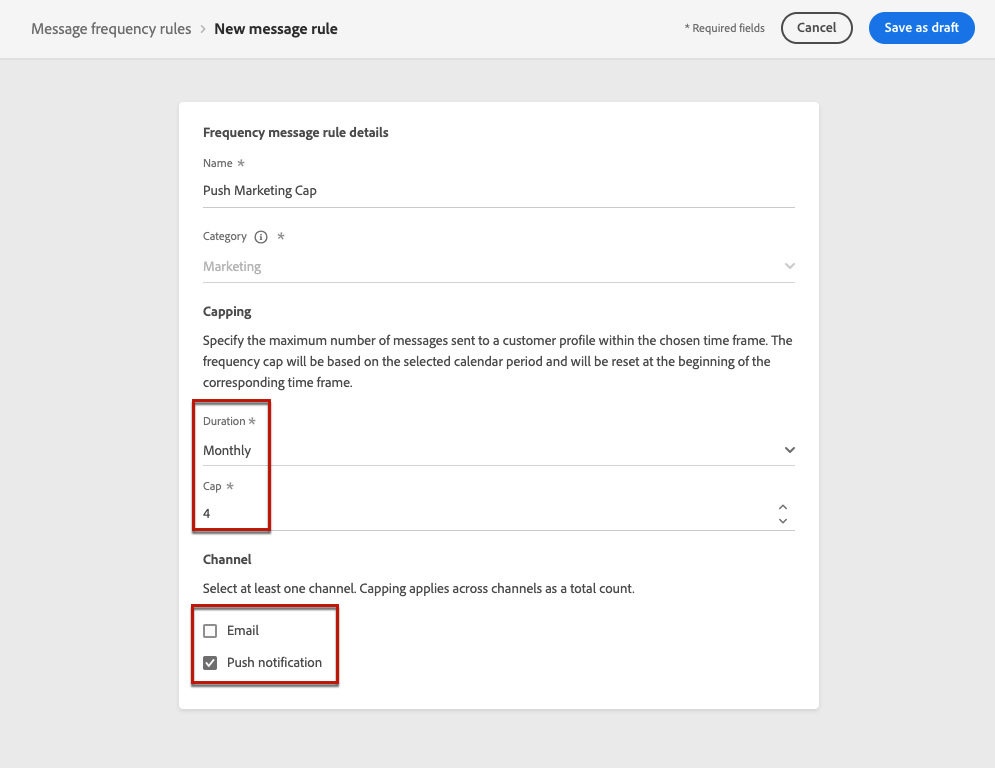 Message frequency rules > New message rule
* Required fields
Cancel
Save as draft
Frequency message rule details
Name *
Push Marketing Cap
Category *
Marketing
Capping
Specify the maximum number of messages sent to a customer profile within the chosen time frame. The
frequency cap will be based on the selected calendar period and will be reset at the beginning of the
corresponding time frame.
Duration *
Monthly
Cap *
4
Channel
Select at least one channel. Capping applies across channels as a total count.
Email
Push notification